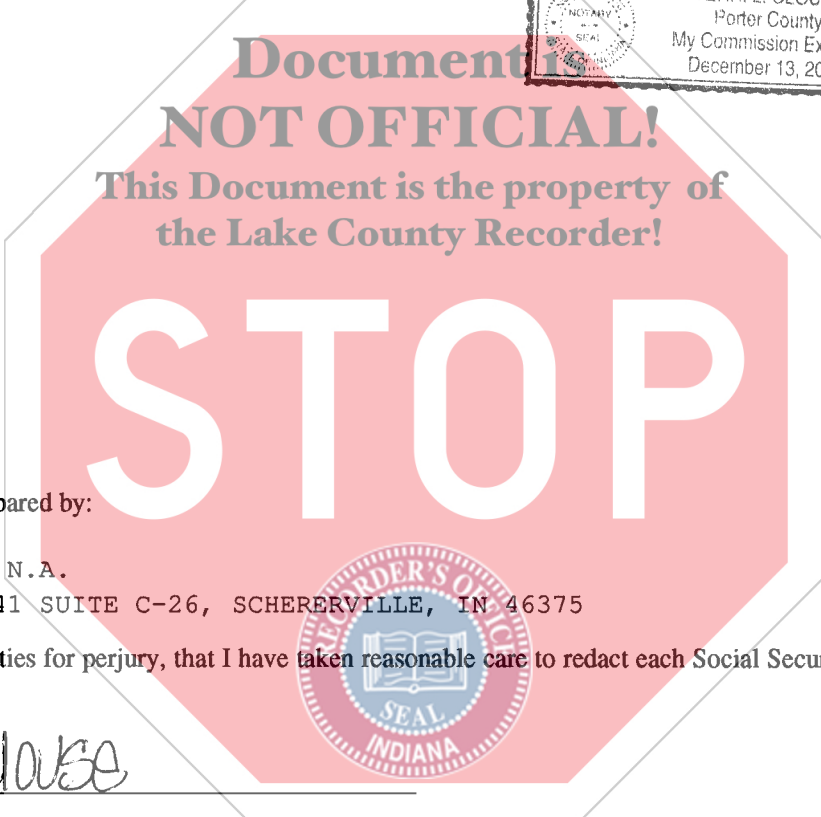 NOTARY
SEAL
Porter County
My Commission Ex
December 13, 20
Document is
NOT OFFICIAL!
This Document is the property of
the Lake County Recorder!
STOP
pared by:
N.A.
41 SUITE C-26, SCHERERVILLE, IN 46375
ties for perjury, that I have taken reasonable care to redact each Social Secur
RECORDER'S OFFICE
SEAL
INDIANA
louse